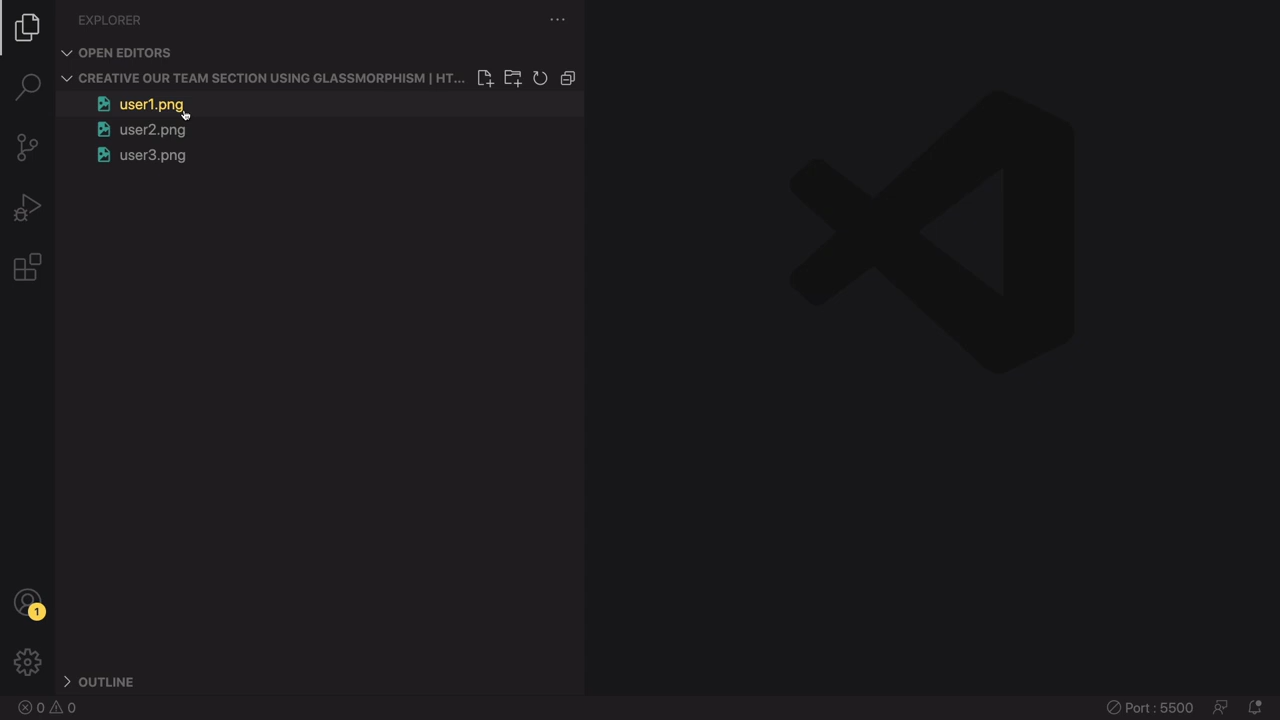 EXPLORER
OPEN EDITORS
CREATIVE OUR TEAM SECTION USING GLASSMORPHISM | HT...
user1.png
user2.png
user3.png
1
OUTLINE
0 0
Port : 5500